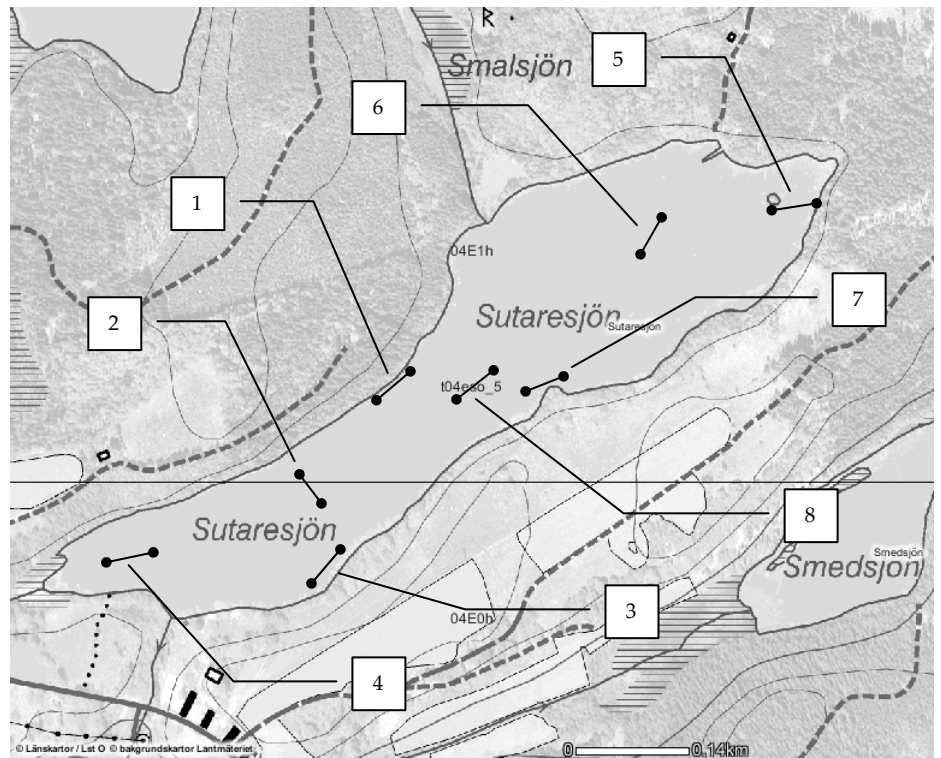 R
Smalsjön
5
6
1
04E1h
7
2
Sutaresjön
Sutaresjön
t04eso_5
8
Sutaresjön
Smedsjön
Smedsjön
3
04E0h
4
© Länskartor / Lst O © bakgrundskartor Lantmäteriet
0 0.14km